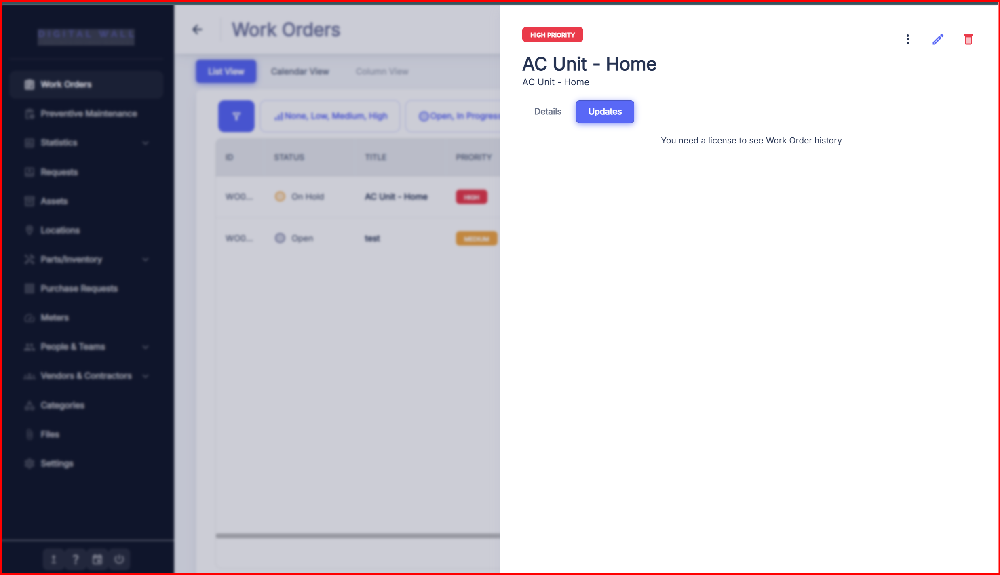 DIGITAL WALL
Work Orders
Preventive Maintenance
Statistics
Requests
Assets
Locations
Parts/Inventory
Purchase Requests
Meters
People & Teams
Vendors & Contractors
Categories
Files
Settings
Work Orders
List View
Calendar View
Column View
None, Low, Medium, High
Open, In Progress
ID STATUS TITLE PRIORITY
WO0... On Hold AC Unit - Home HIGH
WO0... Open test MEDIUM
HIGH PRIORITY
AC Unit - Home
AC Unit - Home
Details
Updates
You need a license to see Work Order history